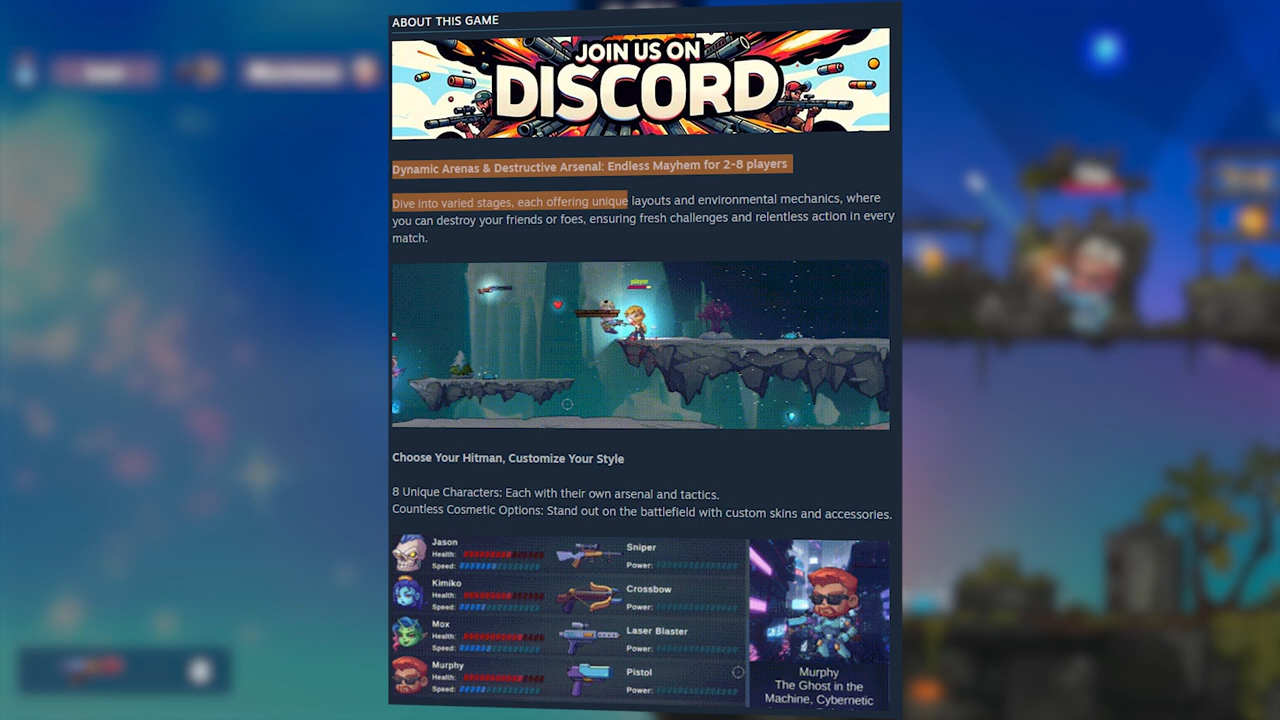 ABOUT THIS GAME
JOIN US ON
DISCORD
Dynamic Arenas & Destructive Arsenal: Endless Mayhem for 2-8 players
Dive into varied stages, each offering unique layouts and environmental mechanics, where
you can destroy your friends or foes, ensuring fresh challenges and relentless action in every
match.
player
Choose Your Hitman, Customize Your Style
8 Unique Characters: Each with their own arsenal and tactics.
Countless Cosmetic Options: Stand out on the battlefield with custom skins and accessories.
Jason
Health:
Speed:
Sniper
Power:
Kimiko
Health:
Speed:
Crossbow
Power:
Mox
Health:
Speed:
Laser Blaster
Power:
Murphy
Health:
Speed:
Pistol
Power:
Murphy
The Ghost in the
Machine, Cybernetic